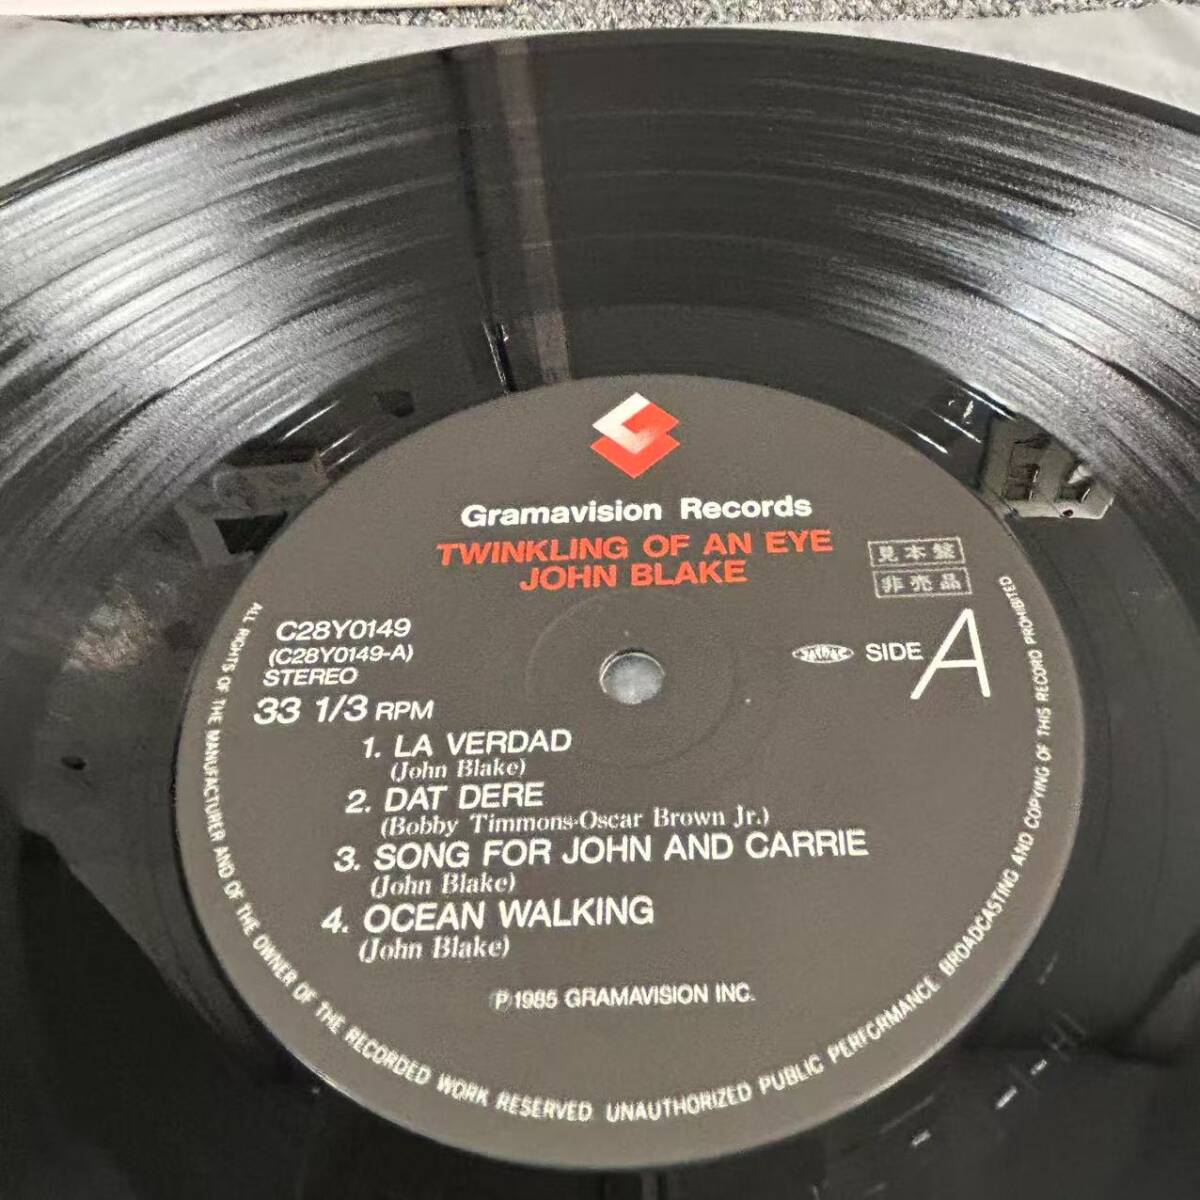 Gramavision Records
TWINKLING OF AN EYE
JOHN BLAKE
見本盤
非売品
C28Y0149
(C28Y0149-A)
STEREO
33 1/3 RPM
SIDE A
1. LA VERDAD
(John Blake)
2. DAT DERE
(Bobby Timmons-Oscar Brown Jr.)
3. SONG FOR JOHN AND CARRIE
(John Blake)
4. OCEAN WALKING
(John Blake)
Ⓟ1985 GRAMAVISION INC.
ALL RIGHTS OF THE MANUFACTURER AND OF THE OWNER OF THE RECORDED WORK RESERVED UNAUTHORIZED PUBLIC PERFORMANCE BROADCASTING AND COPYING OF THIS RECORD PROHIBITED